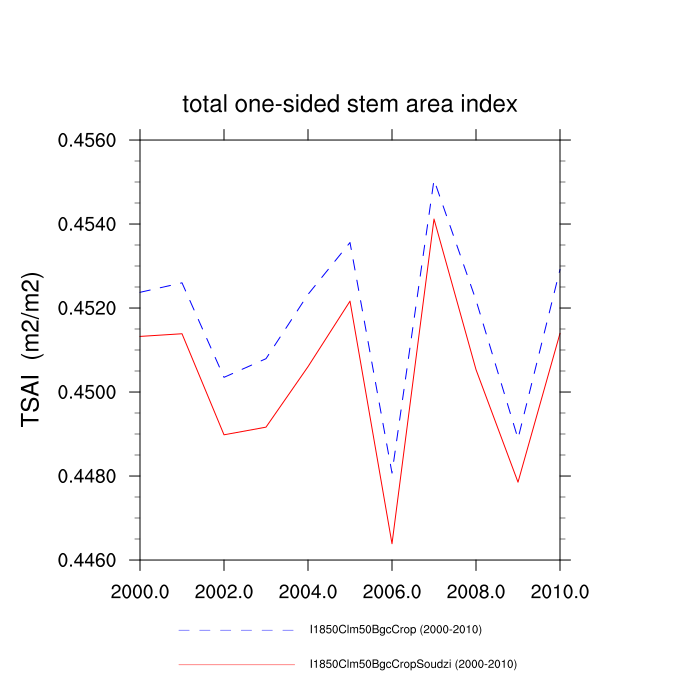 total one-sided stem area index
0.4560
0.4540
0.4520
0.4500
0.4480
0.4460
TSAI (m2/m2)
2000.0 2002.0 2004.0 2006.0 2008.0 2010.0
I1850Clm50BgcCrop (2000-2010)
I1850Clm50BgcCropSoudzi (2000-2010)